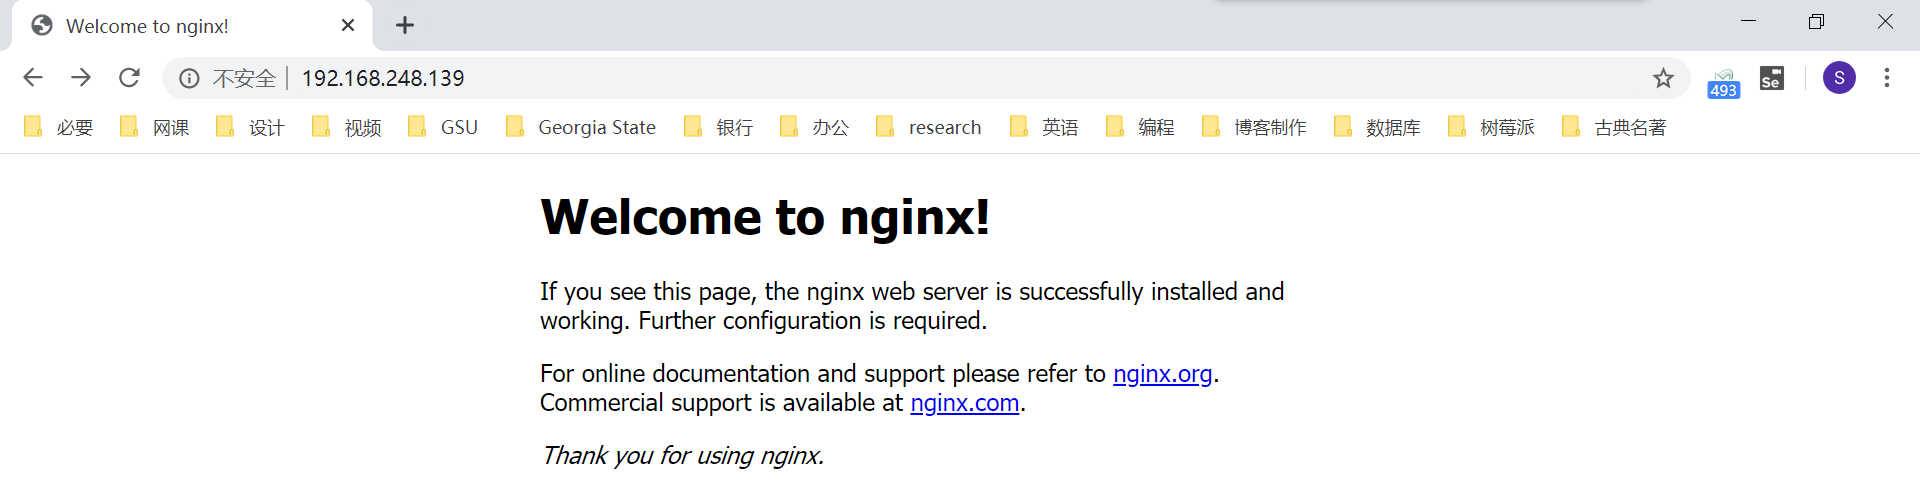 Welcome to nginx!
不安全 192.168.248.139
493
Se
S
必要 网课 设计 视频 GSU Georgia State 银行 办公 research 英语 编程 博客制作 数据库 树莓派 古典名著
Welcome to nginx!
If you see this page, the nginx web server is successfully installed and
working. Further configuration is required.
For online documentation and support please refer to nginx.org.
Commercial support is available at nginx.com.
Thank you for using nginx.